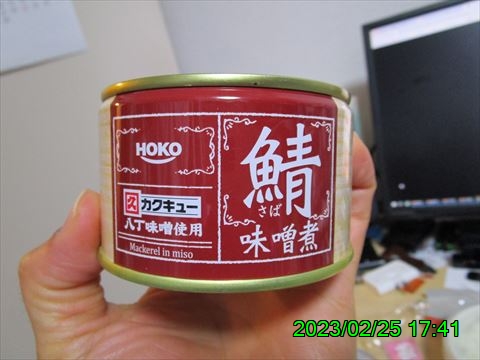 HOKO
カクキュー
八丁味噌使用
Mackerel in miso
鯖
さば
味噌煮
2023/02/25 17:41